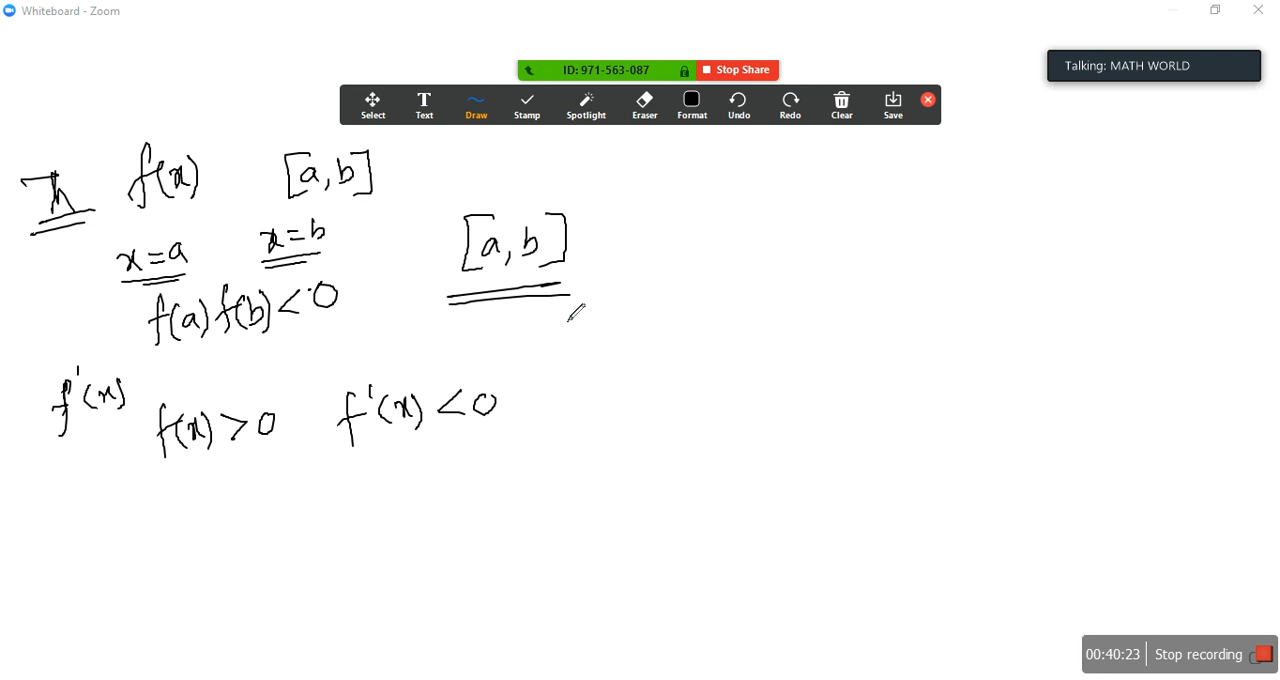 Whiteboard - Zoom
ID: 971-563-087 Stop Share
Talking: MATH WORLD
Select Text Draw Stamp Spotlight Eraser Format Undo Redo Clear Save
Th f(x) [a, b]
x=a x=b [a, b]
f(a) f(b) < 0
f'(x) f(x) > 0 f'(x) < 0
00:40:23 Stop recording